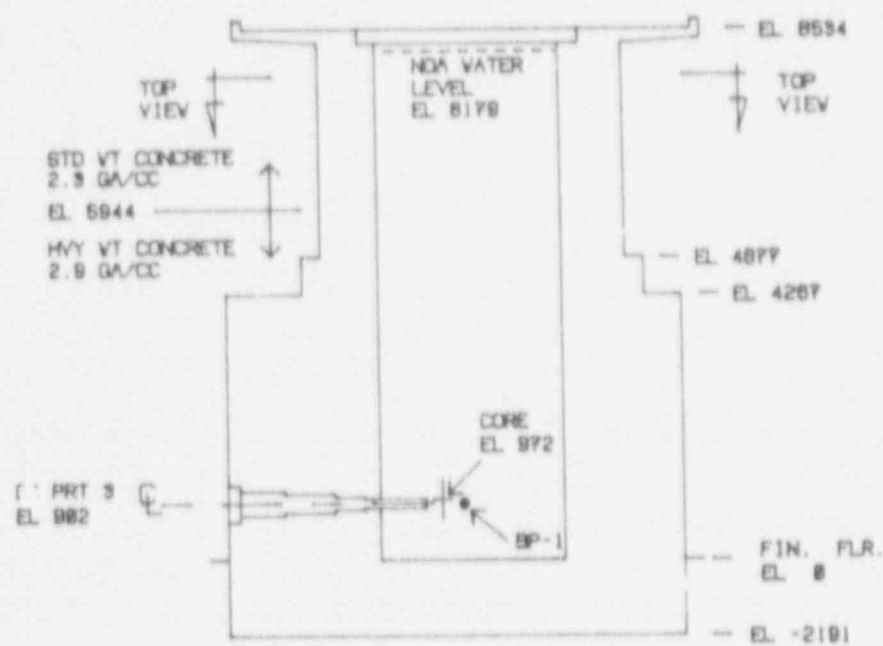 EL 8534
TOP
VIEW
NOA WATER
LEVEL
EL 8179
TOP
VIEW
STD WT CONCRETE
2.3 GA/CC
EL 5944
HVY WT CONCRETE
2.9 GA/CC
EL 4877
EL 4267
CORE
EL 972
PRT 3
EL 902
BP-1
FIN. FLR.
EL 0
EL -2191